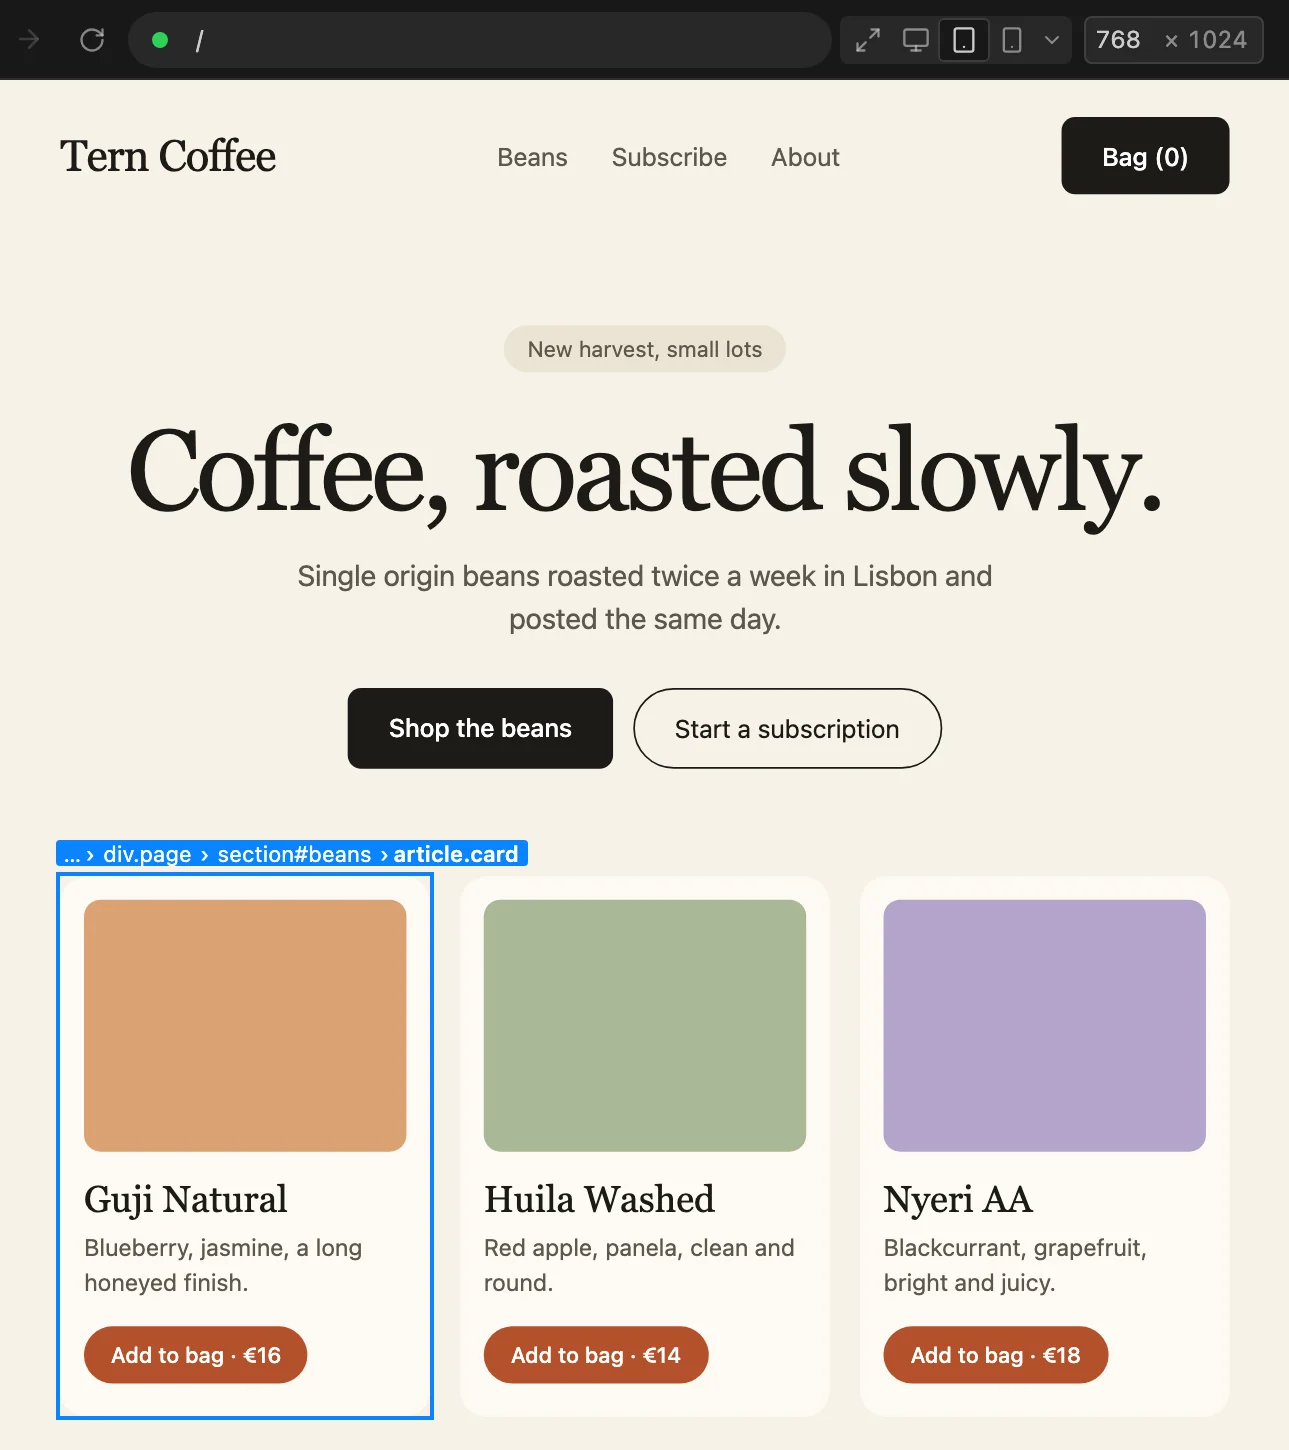 /
768 × 1024
Tern Coffee
Beans
Subscribe
About
Bag (0)
New harvest, small lots
Coffee, roasted slowly.
Single origin beans roasted twice a week in Lisbon and
posted the same day.
Shop the beans
Start a subscription
... › div.page › section#beans › article.card
Guji Natural
Blueberry, jasmine, a long
honeyed finish.
Add to bag · €16
Huila Washed
Red apple, panela, clean and
round.
Add to bag · €14
Nyeri AA
Blackcurrant, grapefruit,
bright and juicy.
Add to bag · €18